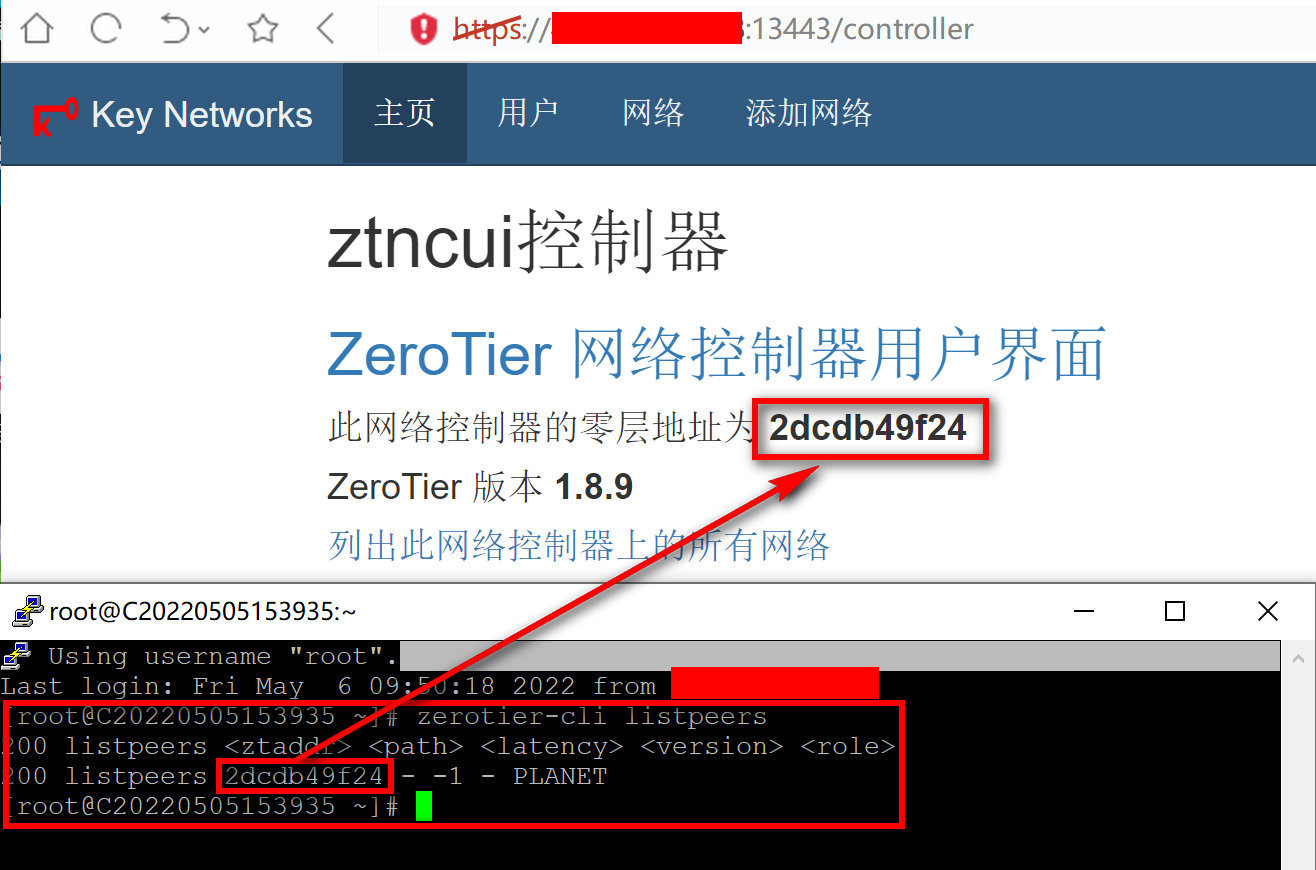 https://:13443/controller
Key Networks 主页 用户 网络 添加网络
ztncui控制器
ZeroTier 网络控制器用户界面
此网络控制器的零层地址为 2dcdb49f24
ZeroTier 版本 1.8.9
列出此网络控制器上的所有网络
root@C20220505153935:~
Using username "root".
Last login: Fri May  6 09:50:18 2022 from
[root@C20220505153935 ~]# zerotier-cli listpeers
200 listpeers <ztaddr> <path> <latency> <version> <role>
200 listpeers 2dcdb49f24 - -1 - PLANET
[root@C20220505153935 ~]#